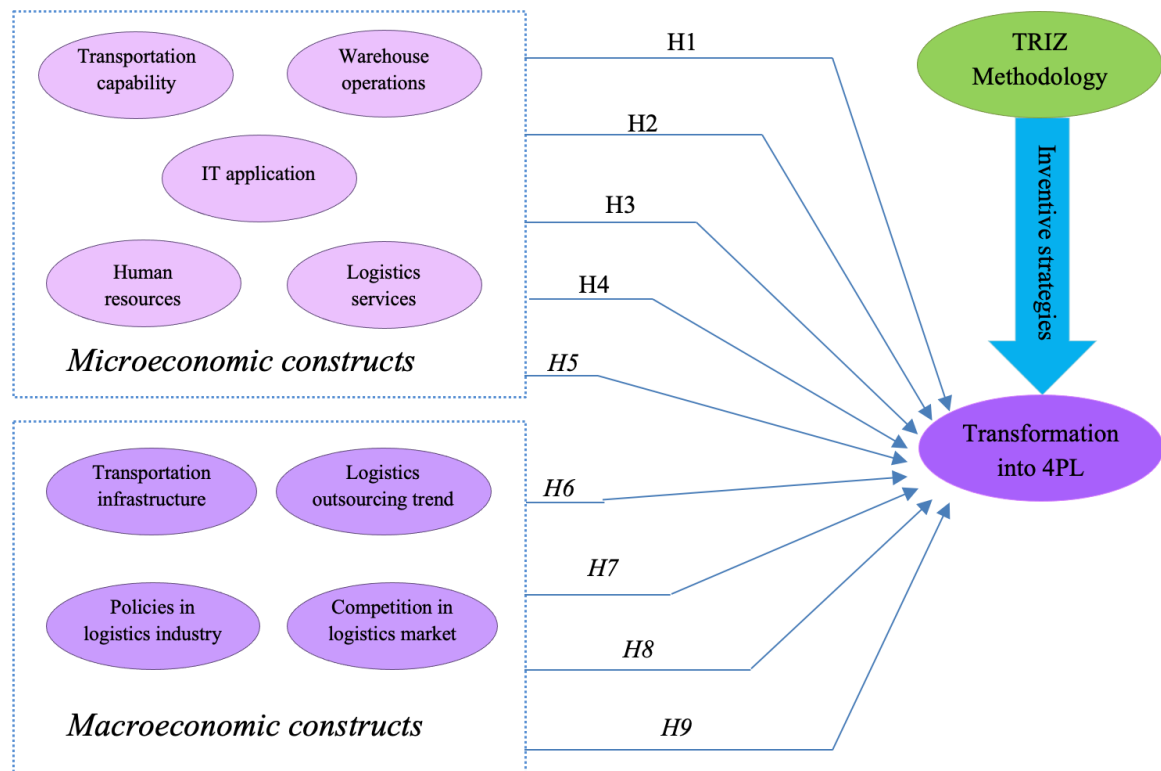 Transportation
capability
Warehouse
operations
IT application
Human
resources
Logistics
services
Microeconomic constructs
Transportation
infrastructure
Logistics
outsourcing trend
Policies in
logistics industry
Competition in
logistics market
Macroeconomic constructs
H1
H2
H3
H4
H5
H6
H7
H8
H9
TRIZ
Methodology
Inventive strategies
Transformation
into 4PL